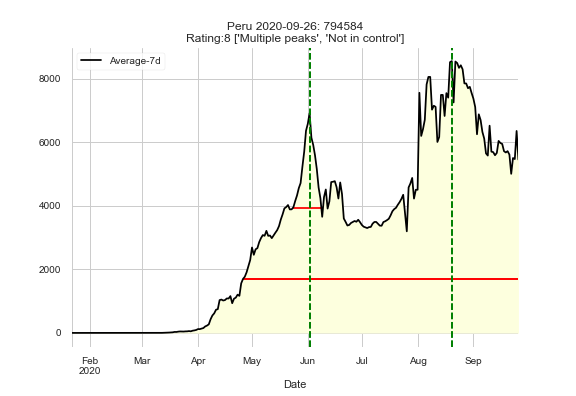 Peru 2020-09-26: 794584
Rating:8 ['Multiple peaks', 'Not in control']
Average-7d
8000
6000
4000
2000
0
Feb Mar Apr May Jun Jul Aug Sep
2020
Date